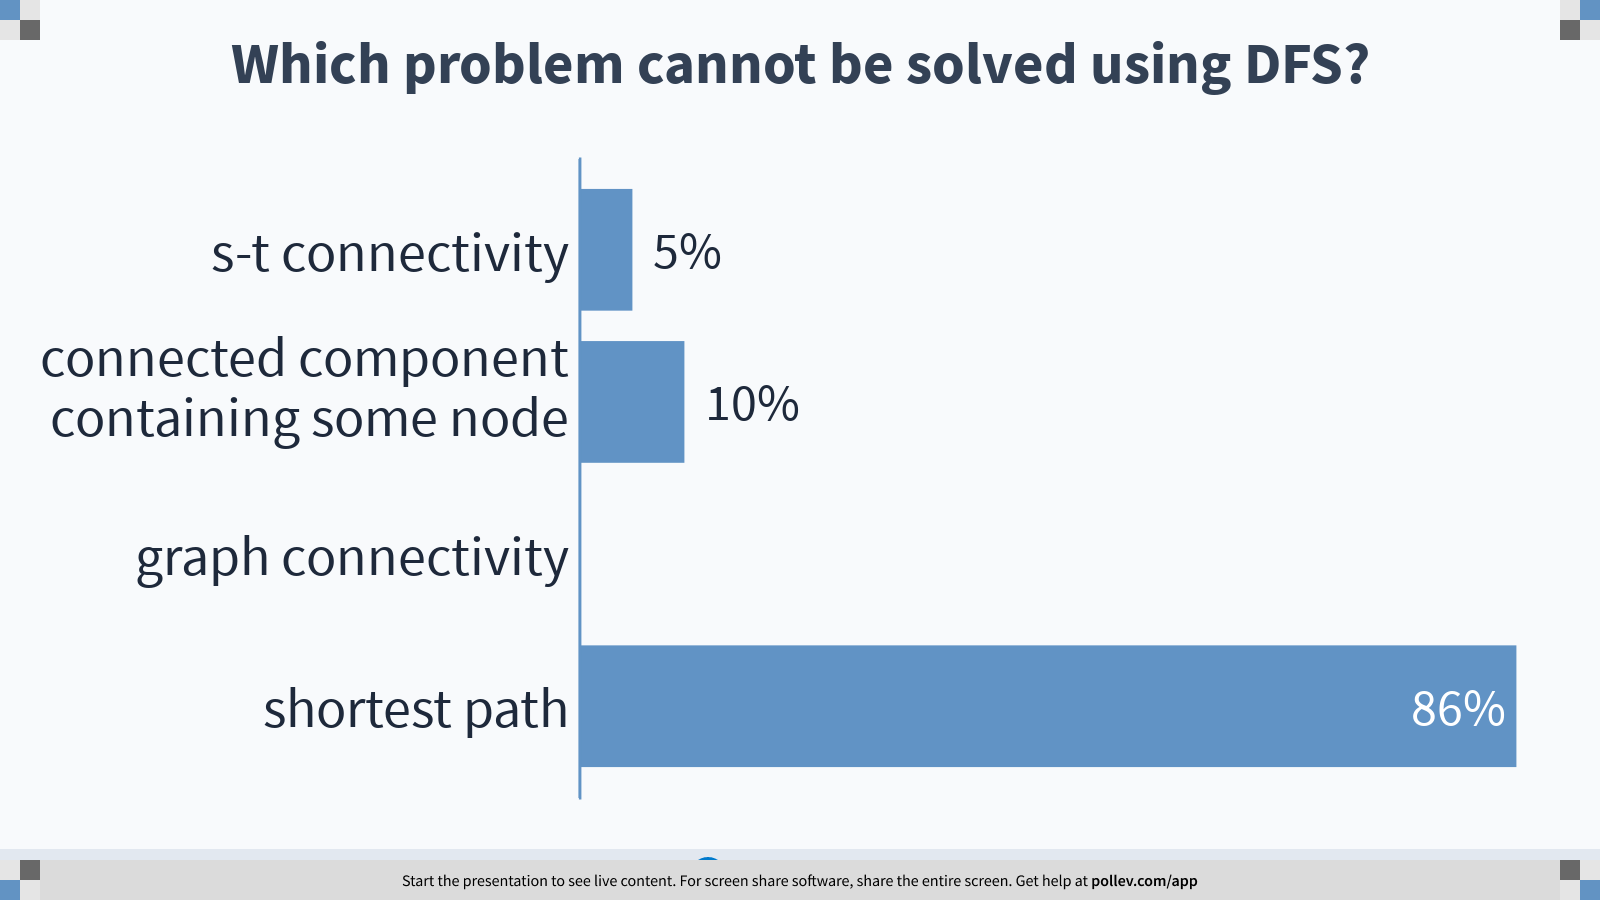 Which problem cannot be solved using DFS?
s-t connectivity
5%
connected component
containing some node
10%
graph connectivity
shortest path
86%
Start the presentation to see live content. For screen share software, share the entire screen. Get help at pollev.com/app